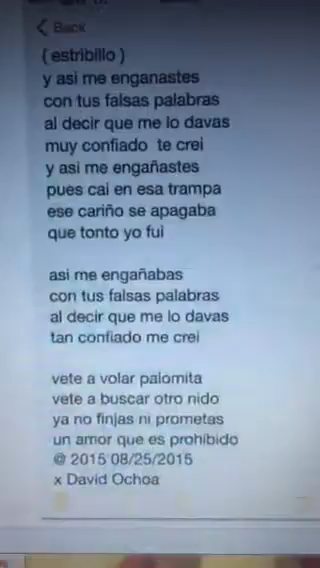 Back
( estribillo )
y asi me enganastes
con tus falsas palabras
al decir que me lo davas
muy confiado te crei
y asi me engañastes
pues cai en esa trampa
ese cariño se apagaba
que tonto yo fui
asi me engañabas
con tus falsas palabras
al decir que me lo davas
tan confiado me crei
vete a volar palomita
vete a buscar otro nido
ya no finjas ni prometas
un amor que es prohibido
@ 2015 08/25/2015
x David Ochoa